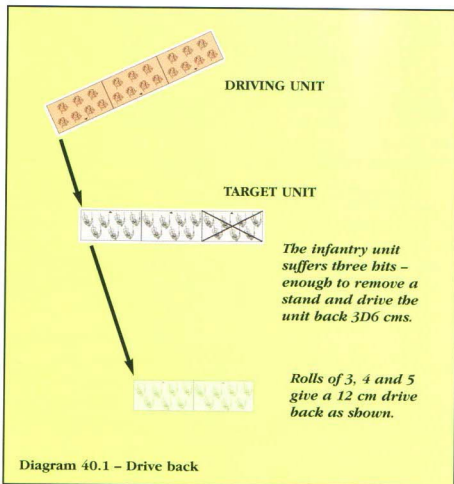 DRIVING UNIT
TARGET UNIT
The infantry unit
suffers three hits –
enough to remove a
stand and drive the
unit back 3D6 cms.
Rolls of 3, 4 and 5
give a 12 cm drive
back as shown.
Diagram 40.1 – Drive back